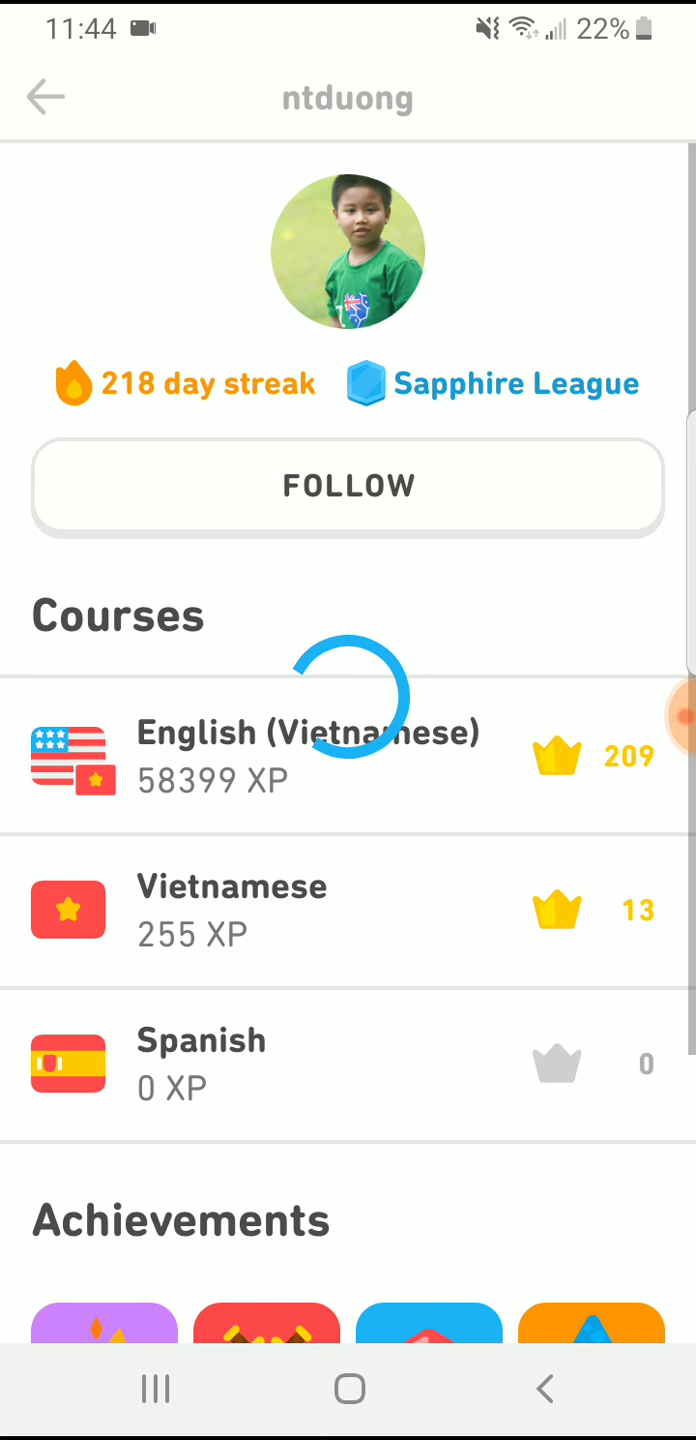 11:44 22%
ntduong
218 day streak Sapphire League
FOLLOW
Courses
English (Vietnamese)
58399 XP
209
Vietnamese
255 XP
13
Spanish
0 XP
0
Achievements